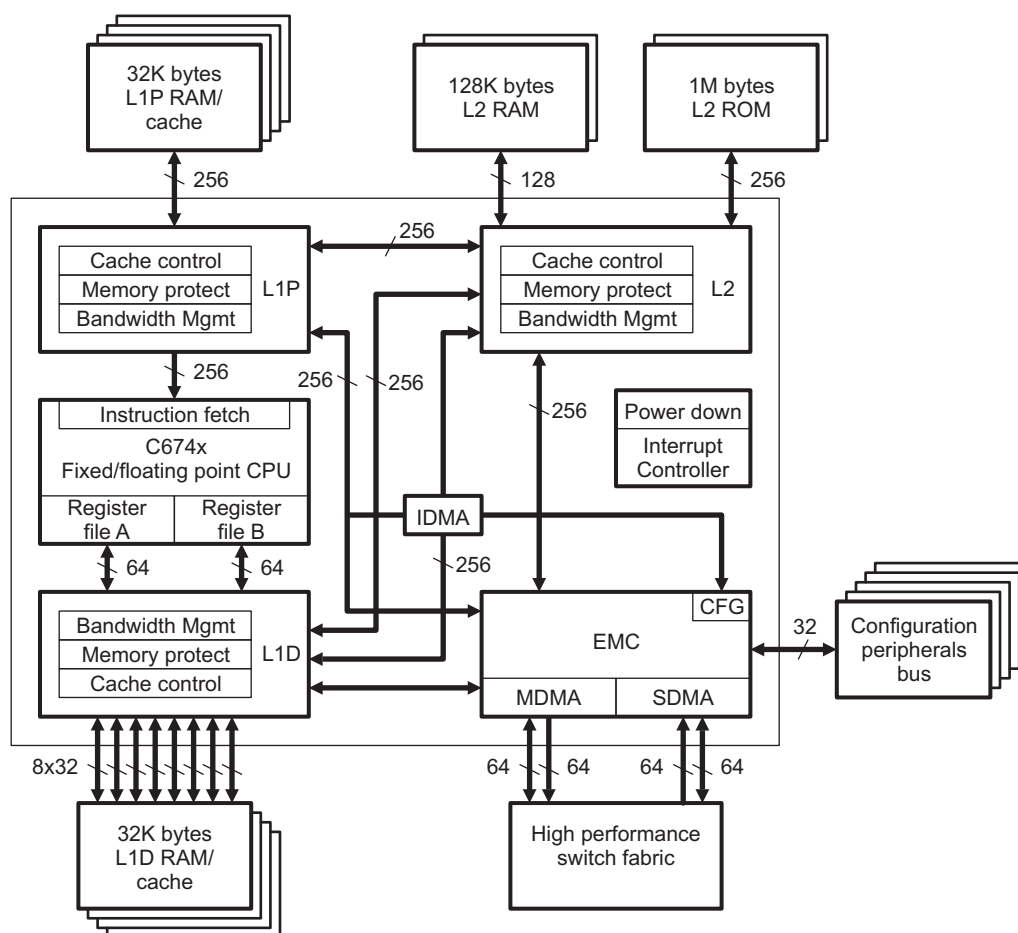 32K bytes
L1P RAM/
cache
128K bytes
L2 RAM
1M bytes
L2 ROM
256
128
256
256
Cache control
Memory protect
Bandwidth Mgmt
L1P
Cache control
Memory protect
Bandwidth Mgmt
L2
256
256
256
256
Instruction fetch
C674x
Fixed/floating point CPU
Register
file A
Register
file B
Power down
Interrupt
Controller
IDMA
64
64
256
Bandwidth Mgmt
Memory protect
Cache control
L1D
CFG
EMC
MDMA
SDMA
32
Configuration
peripherals
bus
8x32
64
64
64
64
32K bytes
L1D RAM/
cache
High performance
switch fabric